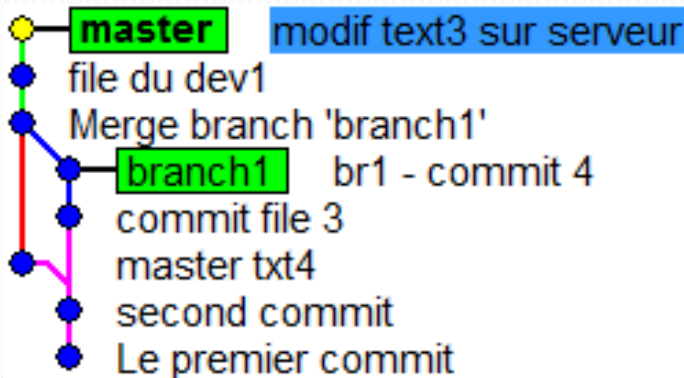 master modif text3 sur serveur
file du dev1
Merge branch 'branch1'
branch1 br1 - commit 4
commit file 3
master txt4
second commit
Le premier commit